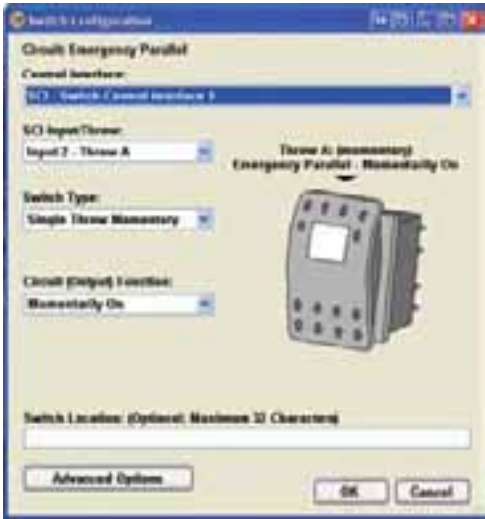 Switch Configuration
Circuit: Emergency Parallel
Control Interface:
SCI - Switch Control Interface 1
SCI Input/Throw:
Input 2 - Throw A
Throw A: (momentary)
Emergency Parallel - Momentarily On
Switch Type:
Single Throw Momentary
Circuit (Output) Function:
Momentarily On
Switch Location: (Optional; Maximum 32 Characters)
Advanced Options
OK
Cancel